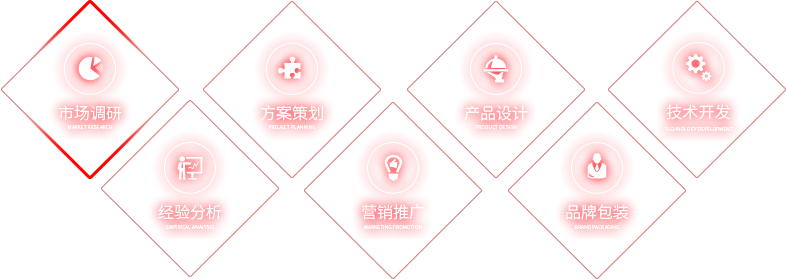 市场调研
MARKET RESEARCH
方案策划
PROJECT PLANNING
产品设计
PRODUCT DESIGN
技术开发
TECHNOLOGY DEVELOPMENT
经验分析
EMPIRICAL ANALYSIS
营销推广
MARKETING PROMOTION
品牌包装
BRAND PACKAGING